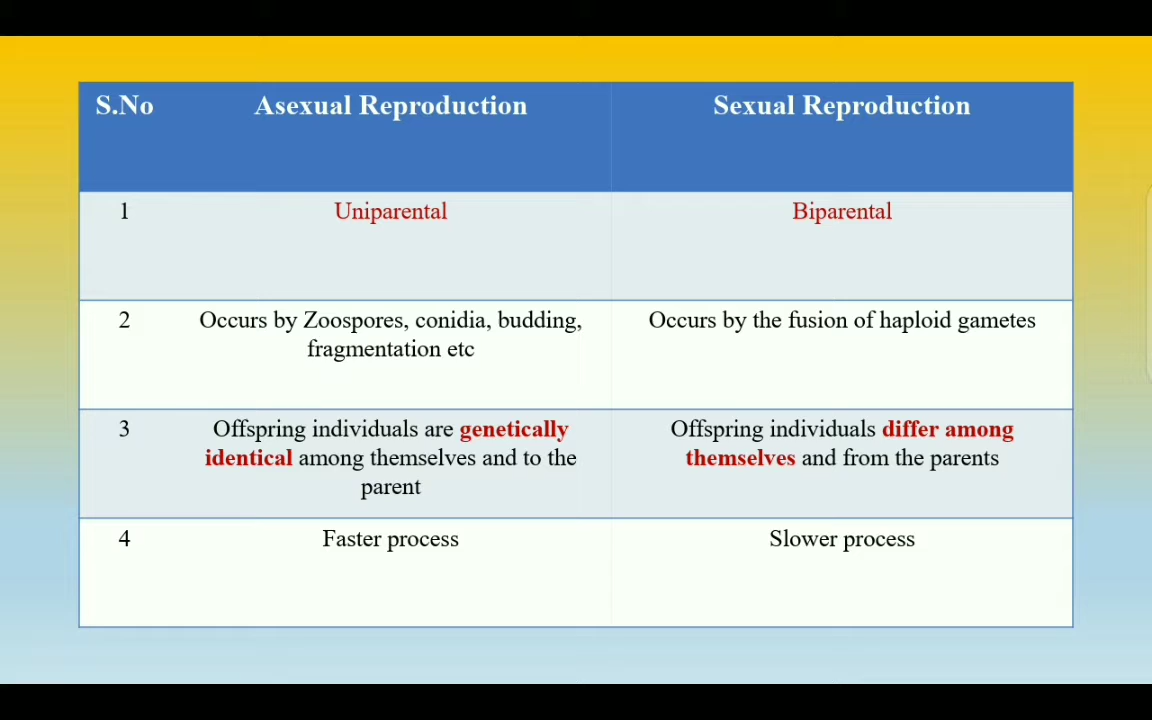 S.No Asexual Reproduction Sexual Reproduction
1 Uniparental Biparental
2 Occurs by Zoospores, conidia, budding, Occurs by the fusion of haploid gametes
fragmentation etc
3 Offspring individuals are genetically Offspring individuals differ among
identical among themselves and to the themselves and from the parents
parent
4 Faster process Slower process